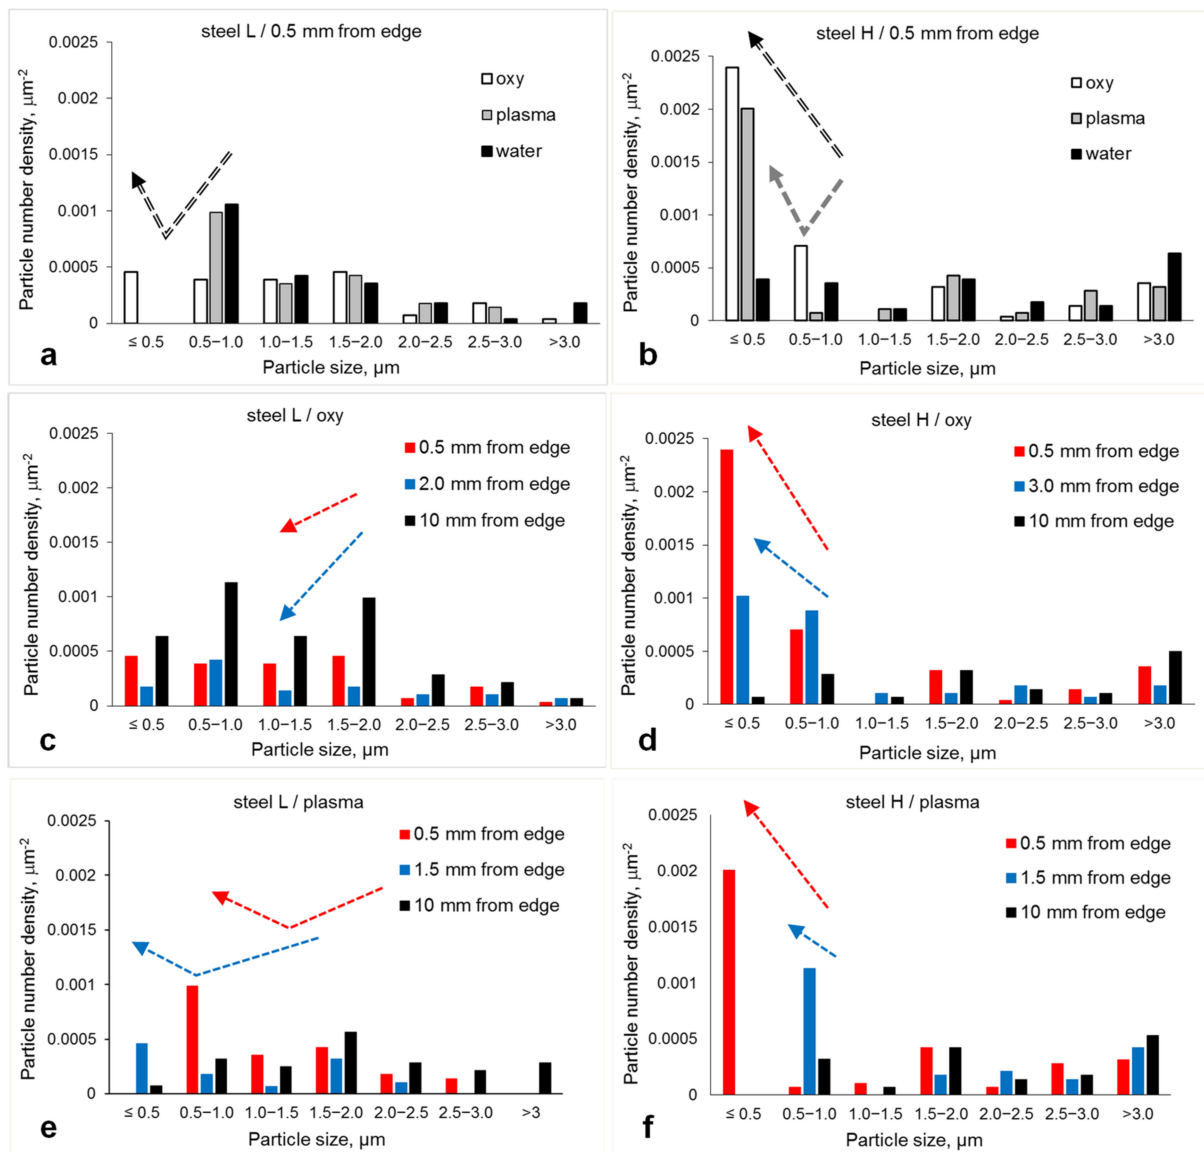 steel L / 0.5 mm from edge
Particle number density, μm-2
0.0025
0.002
0.0015
0.001
0.0005
0
oxy
plasma
water
≤ 0.5
0.5−1.0
1.0−1.5
1.5−2.0
2.0−2.5
2.5−3.0
>3.0
Particle size, µm
a
steel H / 0.5 mm from edge
Particle number density, μm-2
0.0025
0.002
0.0015
0.001
0.0005
0
oxy
plasma
water
≤ 0.5
0.5−1.0
1.0−1.5
1.5−2.0
2.0−2.5
2.5−3.0
>3.0
Particle size, µm
b
steel L / oxy
Particle number density, μm-2
0.0025
0.002
0.0015
0.001
0.0005
0
0.5 mm from edge
2.0 mm from edge
10 mm from edge
≤ 0.5
0.5−1.0
1.0−1.5
1.5−2.0
2.0−2.5
2.5−3.0
>3.0
Particle size, µm
c
steel H / oxy
Particle number density, μm-2
0.0025
0.002
0.0015
0.001
0.0005
0
0.5 mm from edge
3.0 mm from edge
10 mm from edge
≤ 0.5
0.5−1.0
1.0−1.5
1.5−2.0
2.0−2.5
2.5−3.0
>3.0
Particle size, µm
d
steel L / plasma
Particle number density, μm-2
0.0025
0.002
0.0015
0.001
0.0005
0
0.5 mm from edge
1.5 mm from edge
10 mm from edge
≤ 0.5
0.5−1.0
1.0−1.5
1.5−2.0
2.0−2.5
2.5−3.0
>3
Particle size, µm
e
steel H / plasma
Particle number density, μm-2
0.0025
0.002
0.0015
0.001
0.0005
0
0.5 mm from edge
1.5 mm from edge
10 mm from edge
≤ 0.5
0.5−1.0
1.0−1.5
1.5−2.0
2.0−2.5
2.5−3.0
>3.0
Particle size, µm
f